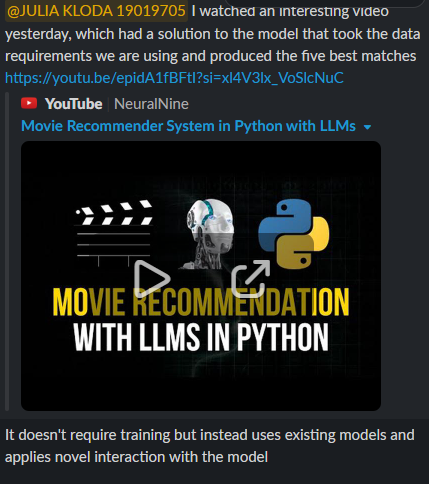 @JULIA KLODA 19019705 I watched an interesting video
yesterday, which had a solution to the model that took the data
requirements we are using and produced the five best matches
https://youtu.be/epidA1fBFtI?si=xl4V3lx_VoSlcNuC
YouTube | NeuralNine
Movie Recommender System in Python with LLMs
MOVIE RECOMMENDATION
WITH LLMS IN PYTHON
It doesn't require training but instead uses existing models and
applies novel interaction with the model